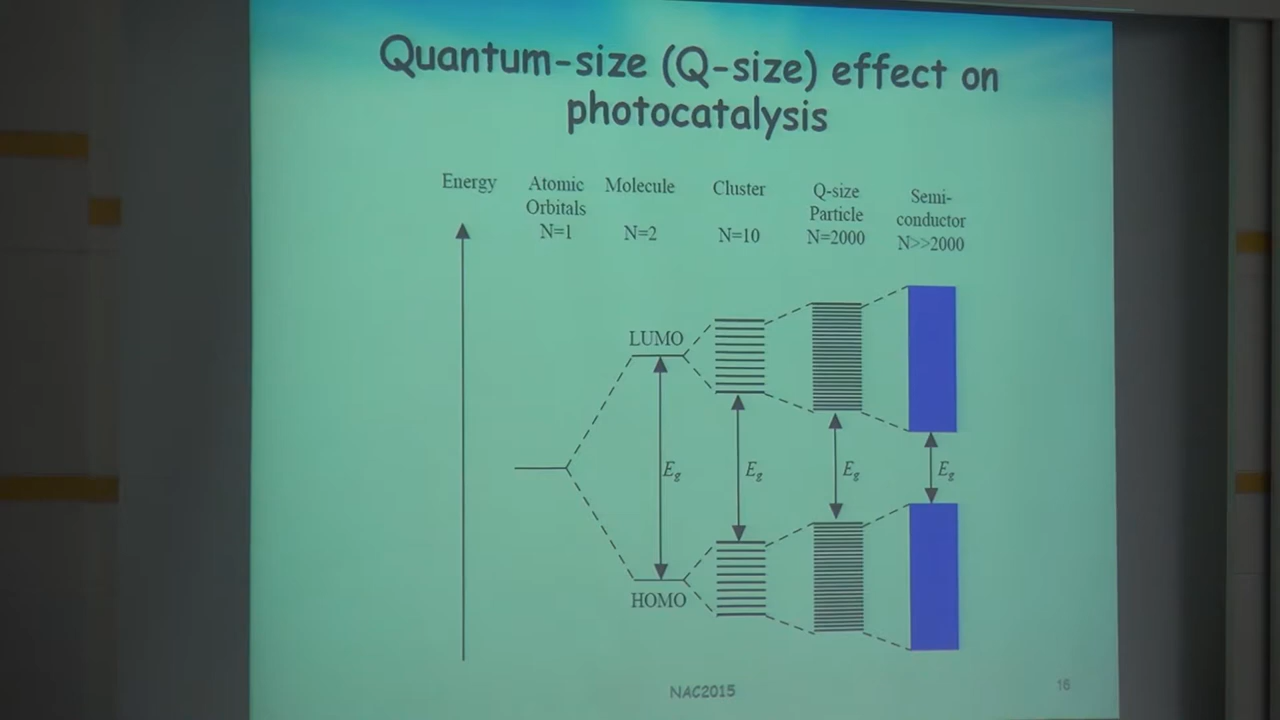 Quantum-size (Q-size) effect on
photocatalysis
Energy
Atomic
Orbitals
N=1
Molecule
N=2
Cluster
N=10
Q-size
Particle
N=2000
Semi-
conductor
N>>2000
LUMO
Eg
Eg
Eg
Eg
HOMO
NAC2015
16